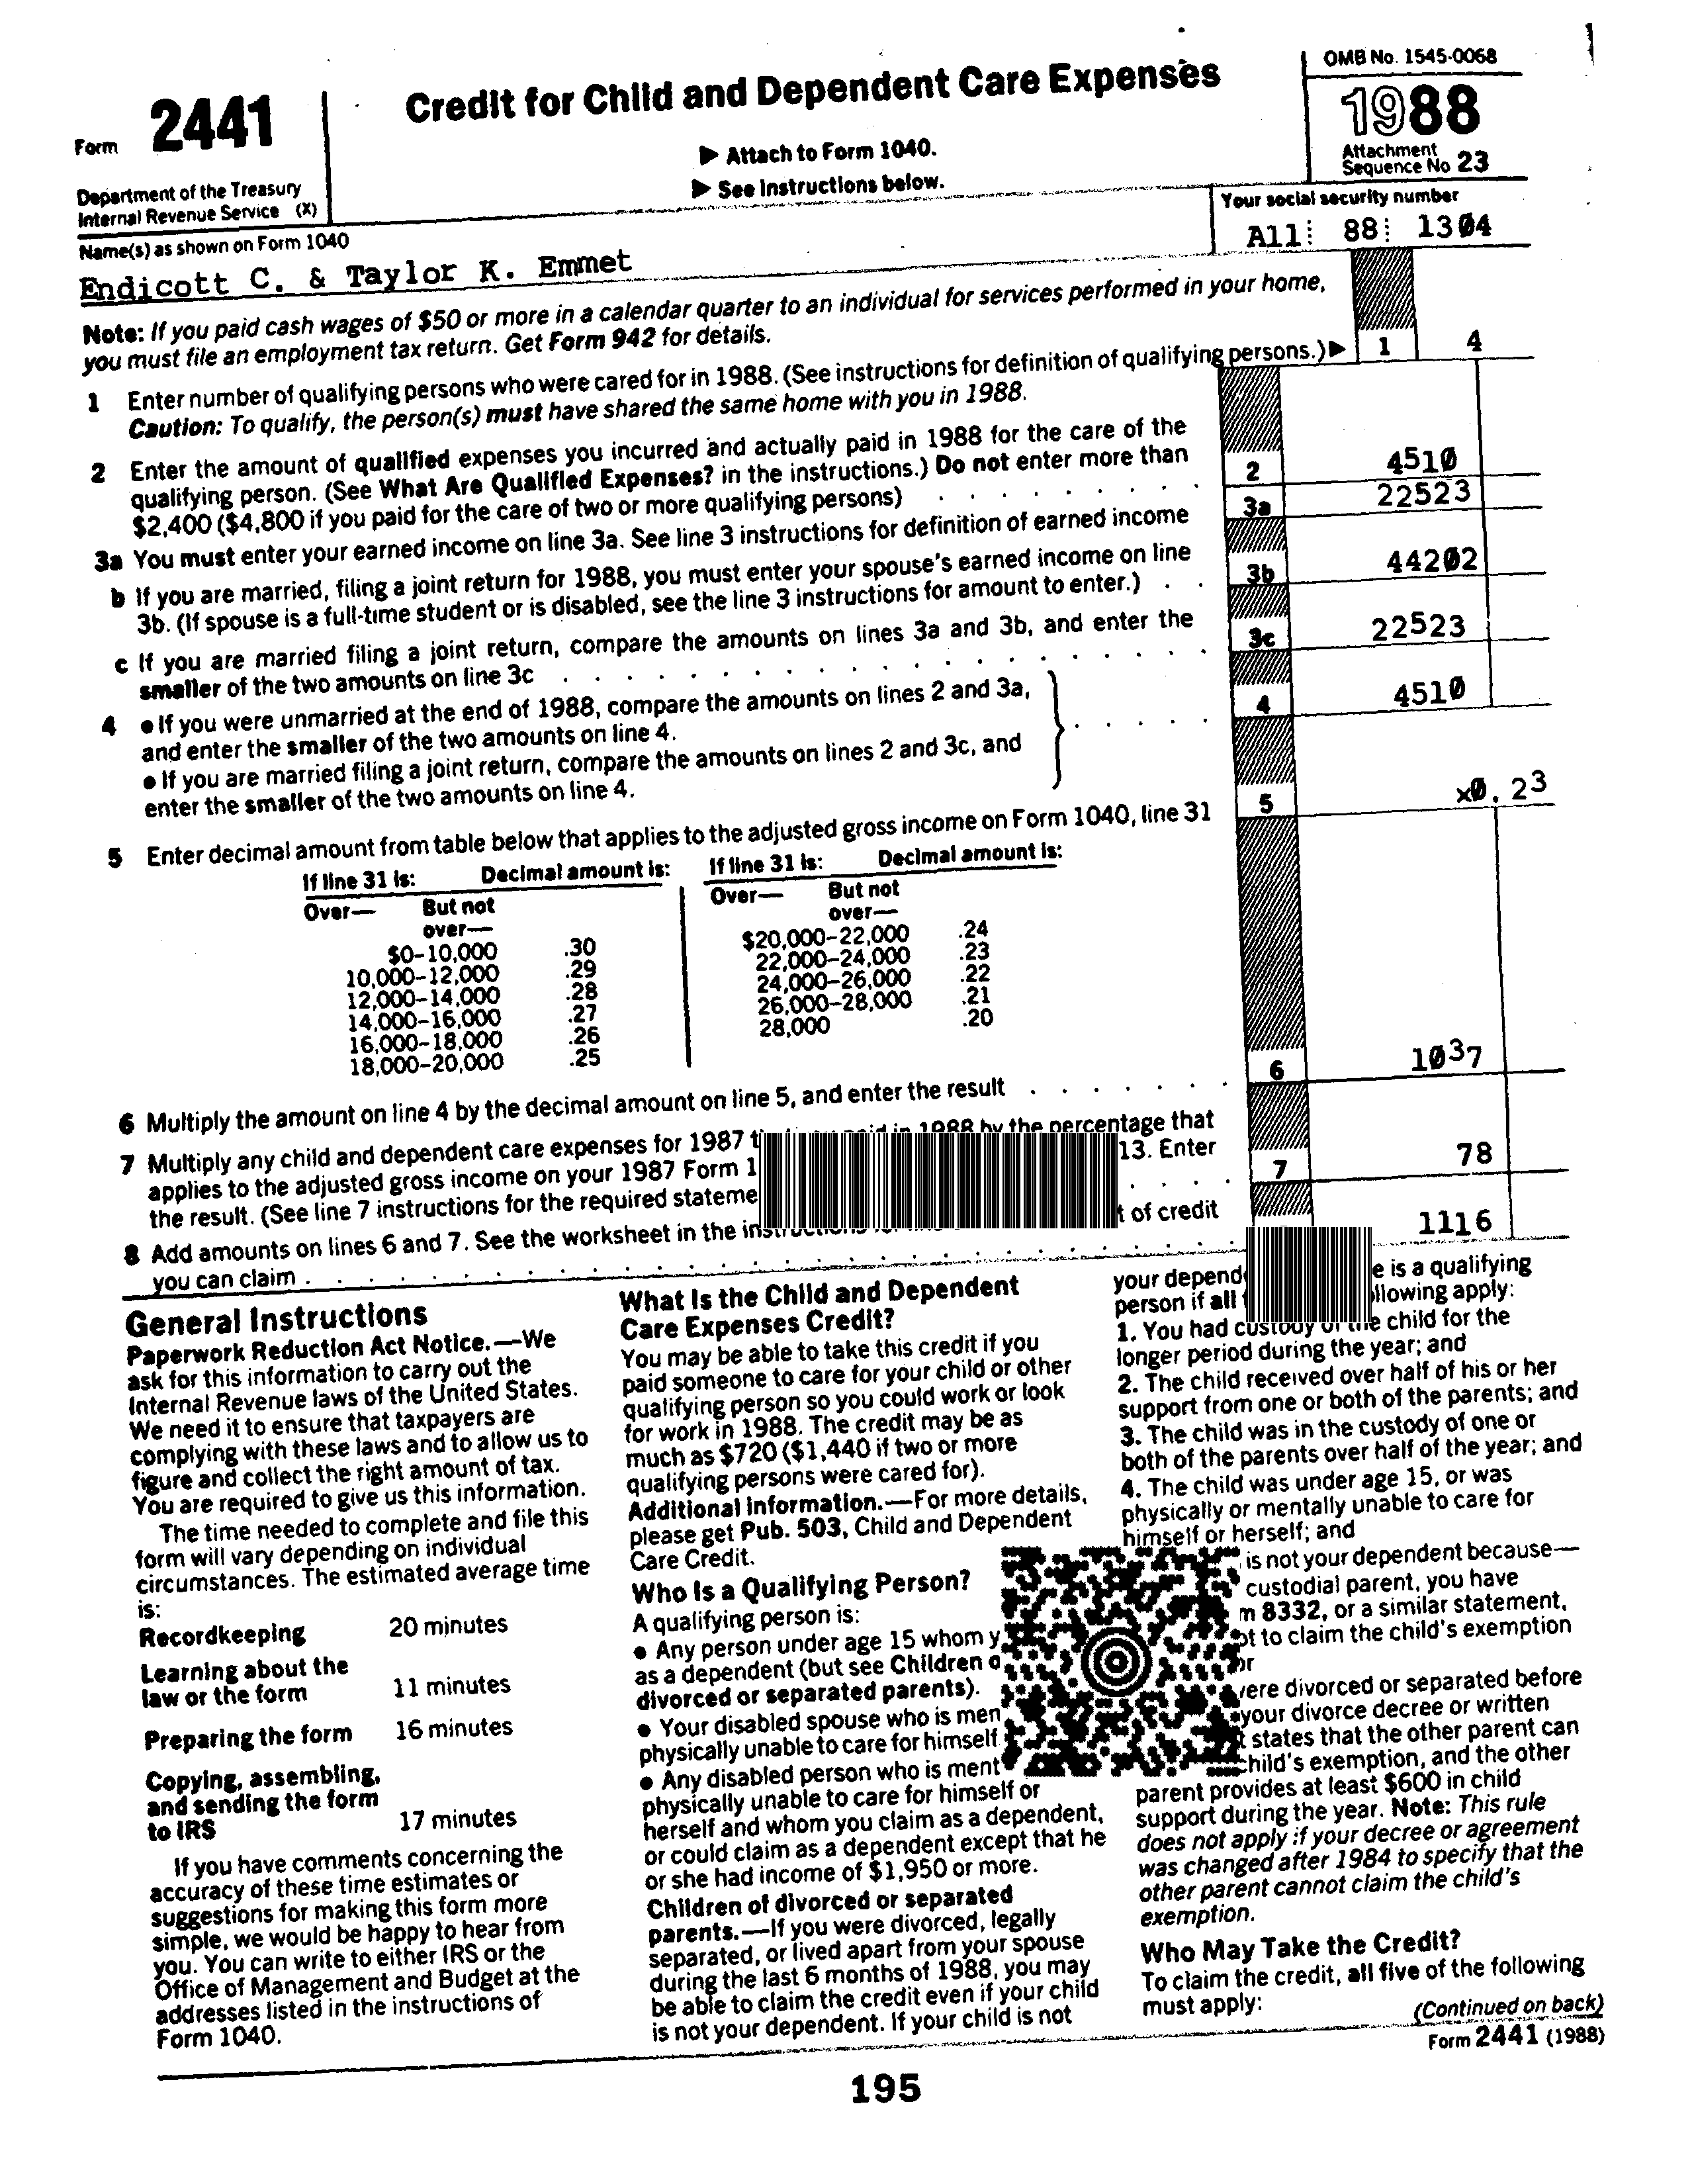 OMB No. 1545-0068
Form 2441
Credit for Child and Dependent Care Expenses
1988
▶ Attach to Form 1040.
▶ See Instructions below.
Attachment
Sequence No 23
Department of the Treasury
Internal Revenue Service (X)
Name(s) as shown on Form 1040
Your social security number
Endicott C. & Taylor K. Emmet
A11 88 1304
Note: If you paid cash wages of $50 or more in a calendar quarter to an individual for services performed in your home,
you must file an employment tax return. Get Form 942 for details.
1 Enter number of qualifying persons who were cared for in 1988. (See instructions for definition of qualifying persons.) ▶ 1 4
Caution: To qualify, the person(s) must have shared the same home with you in 1988.
2 Enter the amount of qualified expenses you incurred and actually paid in 1988 for the care of the
qualifying person. (See What Are Qualified Expenses? in the instructions.) Do not enter more than
$2,400 ($4,800 if you paid for the care of two or more qualifying persons) . . . . . . . . 2 4510
3a You must enter your earned income on line 3a. See line 3 instructions for definition of earned income 3a 22523
b If you are married, filing a joint return for 1988, you must enter your spouse's earned income on line
3b. (If spouse is a full-time student or is disabled, see the line 3 instructions for amount to enter.) . . 3b 44202
c If you are married filing a joint return, compare the amounts on lines 3a and 3b, and enter the
smaller of the two amounts on line 3c . . . . . . . . . . . . . . . . 3c 22523
4 • If you were unmarried at the end of 1988, compare the amounts on lines 2 and 3a,
and enter the smaller of the two amounts on line 4.
• If you are married filing a joint return, compare the amounts on lines 2 and 3c, and
enter the smaller of the two amounts on line 4. . . . . . 4 4510
5 Enter decimal amount from table below that applies to the adjusted gross income on Form 1040, line 31 5 x0.23
If line 31 is: Decimal amount is: If line 31 is: Decimal amount is:
Over— But not over— Over— But not over—
$0-10,000 .30 $20,000-22,000 .24
10,000-12,000 .29 22,000-24,000 .23
12,000-14,000 .28 24,000-26,000 .22
14,000-16,000 .27 26,000-28,000 .21
16,000-18,000 .26 28,000 .20
18,000-20,000 .25
6 Multiply the amount on line 4 by the decimal amount on line 5, and enter the result . . . . . . . 6 1037
7 Multiply any child and dependent care expenses for 1987 in 1988 by the percentage that
applies to the adjusted gross income on your 1987 Form 13. Enter
the result. (See line 7 instructions for the required . . . . 7 78
8 Add amounts on lines 6 and 7. See the worksheet in the of credit
you can claim . . . . . . . . . . . . . . . . . . . . 1116
General Instructions
Paperwork Reduction Act Notice.—We
ask for this information to carry out the
Internal Revenue laws of the United States.
We need it to ensure that taxpayers are
complying with these laws and to allow us to
figure and collect the right amount of tax.
You are required to give us this information.
The time needed to complete and file this
form will vary depending on individual
circumstances. The estimated average time
is:
Recordkeeping 20 minutes
Learning about the
law or the form 11 minutes
Preparing the form 16 minutes
Copying, assembling,
and sending the form
to IRS 17 minutes
If you have comments concerning the
accuracy of these time estimates or
suggestions for making this form more
simple, we would be happy to hear from
you. You can write to either IRS or the
Office of Management and Budget at the
addresses listed in the instructions of
Form 1040.
What Is the Child and Dependent
Care Expenses Credit?
You may be able to take this credit if you
paid someone to care for your child or other
qualifying person so you could work or look
for work in 1988. The credit may be as
much as $720 ($1,440 if two or more
qualifying persons were cared for).
Additional Information.—For more details,
please get Pub. 503, Child and Dependent
Care Credit.
Who Is a Qualifying Person?
A qualifying person is:
• Any person under age 15 whom
as a dependent (but see Children
divorced or separated parents).
• Your disabled spouse who is
physically unable to care for himself
• Any disabled person who is
physically unable to care for himself or
herself and whom you claim as a dependent,
or could claim as a dependent except that he
or she had income of $1,950 or more.
Children of divorced or separated
parents.—If you were divorced, legally
separated, or lived apart from your spouse
during the last 6 months of 1988, you may
be able to claim the credit even if your child
is not your dependent. If your child is not
your is a qualifying
person if all apply:
1. You had custody of the child for the
longer period during the year; and
2. The child received over half of his or her
support from one or both of the parents; and
3. The child was in the custody of one or
both of the parents over half of the year; and
4. The child was under age 15, or was
physically or mentally unable to care for
himself or herself; and
is not your dependent because—
custodial parent, you have
8332, or a similar statement,
to claim the child's exemption
divorced or separated before
your divorce decree or written
states that the other parent can
exemption, and the other
parent provides at least $600 in child
support during the year. Note: This rule
does not apply if your decree or agreement
was changed after 1984 to specify that the
other parent cannot claim the child's
exemption.
Who May Take the Credit?
To claim the credit, all five of the following
must apply:
(Continued on back)
Form 2441 (1988)
195